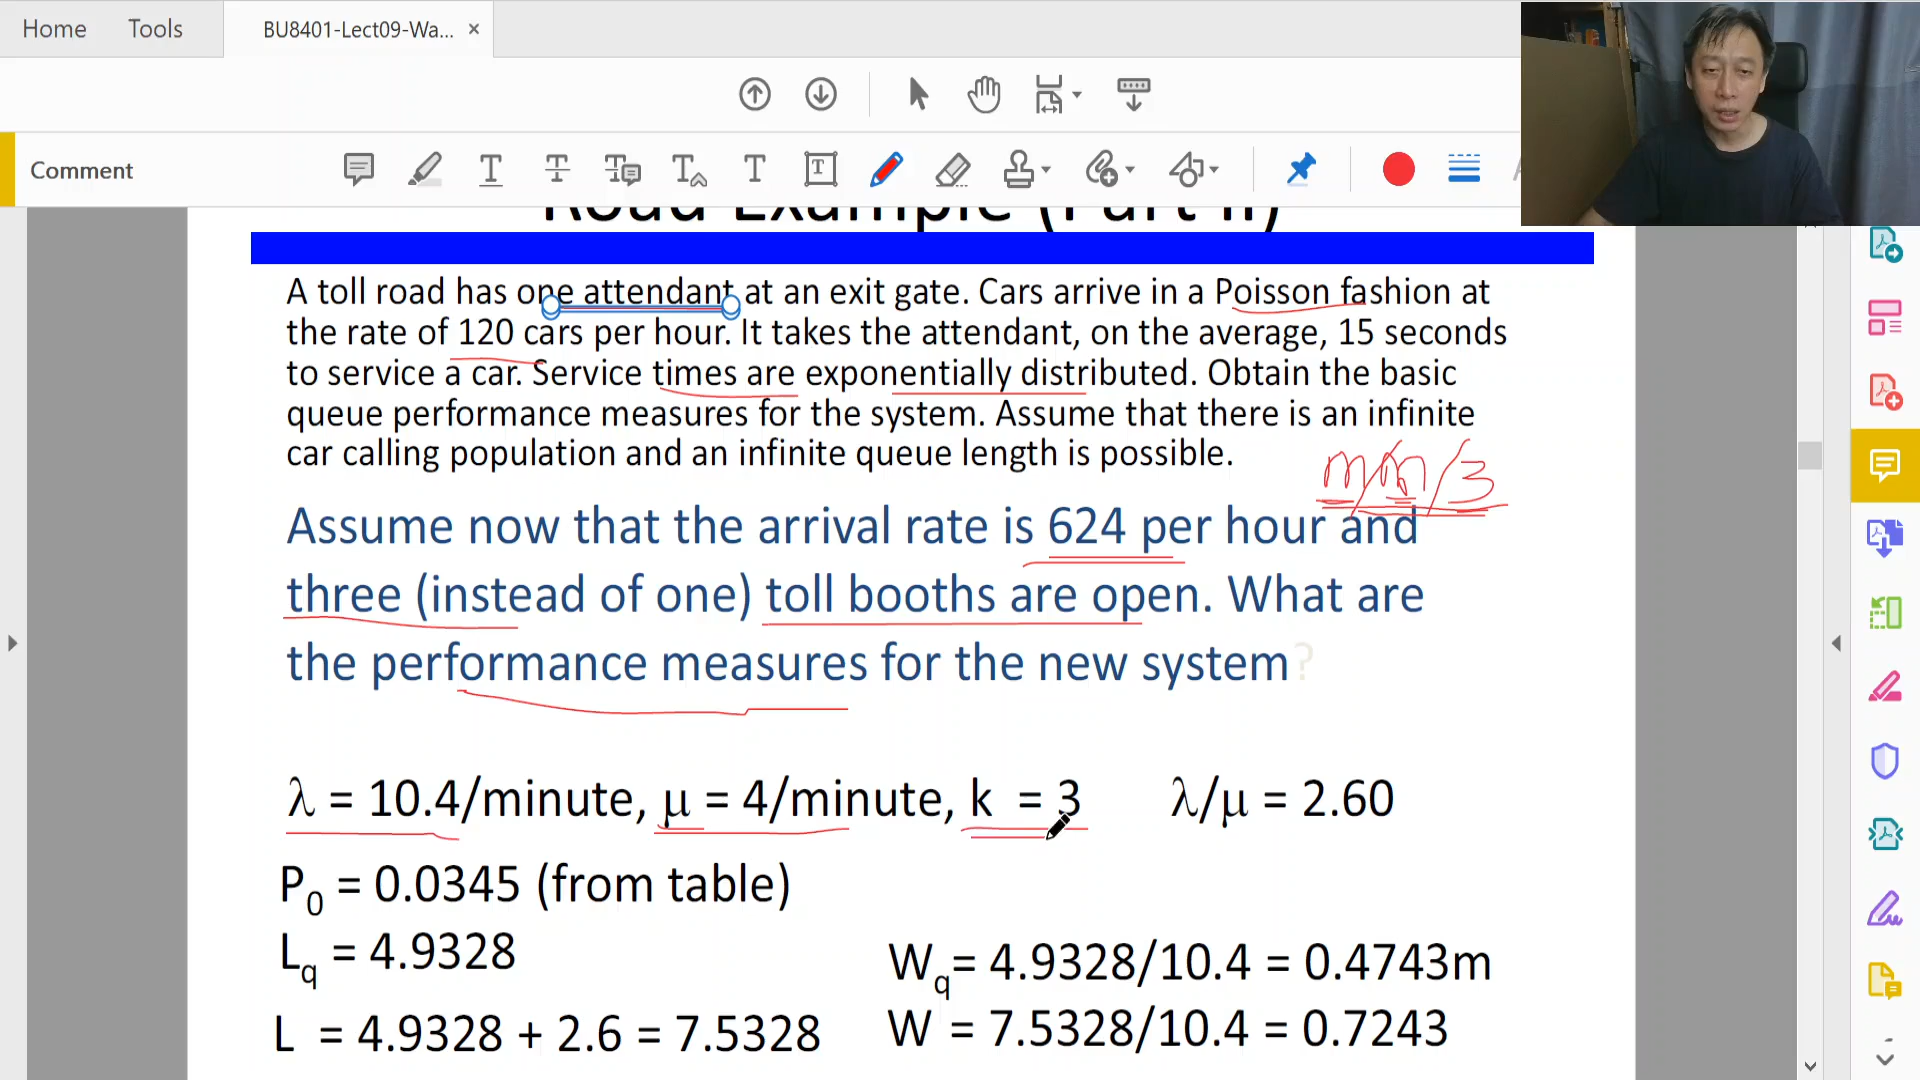 Home Tools BU8401-Lect09-Wa... ×
Comment
Road Example (Part II)
A toll road has one attendant at an exit gate. Cars arrive in a Poisson fashion at
the rate of 120 cars per hour. It takes the attendant, on the average, 15 seconds
to service a car. Service times are exponentially distributed. Obtain the basic
queue performance measures for the system. Assume that there is an infinite
car calling population and an infinite queue length is possible.
m/m/3
Assume now that the arrival rate is 624 per hour and
three (instead of one) toll booths are open. What are
the performance measures for the new system?
λ = 10.4/minute, μ = 4/minute, k = 3 λ/μ = 2.60
P0 = 0.0345 (from table)
Lq = 4.9328
Wq= 4.9328/10.4 = 0.4743m
L = 4.9328 + 2.6 = 7.5328
W = 7.5328/10.4 = 0.7243